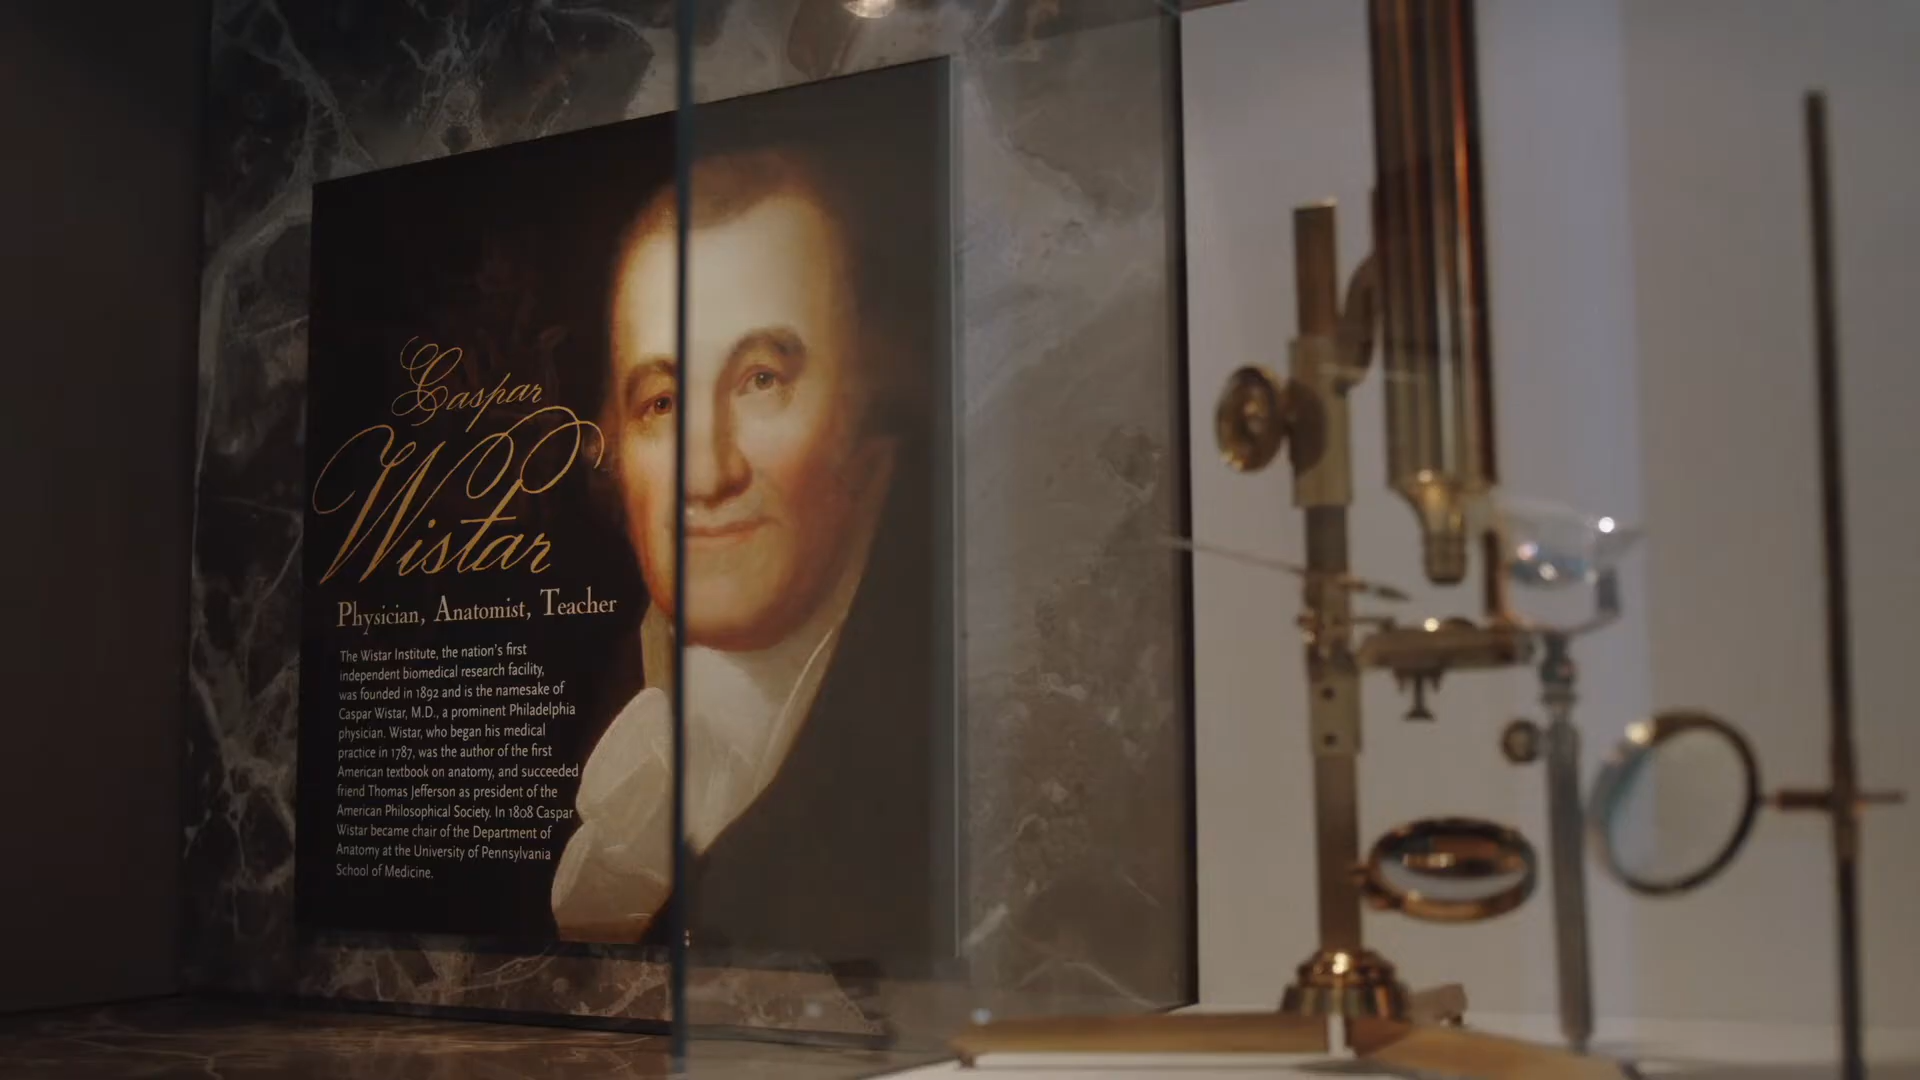 Caspar
Wistar
Physician, Anatomist, Teacher
The Wistar Institute, the nation's first
independent biomedical research facility,
was founded in 1892 and is the namesake of
Caspar Wistar, M.D., a prominent Philadelphia
physician. Wistar, who began his medical
practice in 1787, was the author of the first
American textbook on anatomy, and succeeded
friend Thomas Jefferson as president of the
American Philosophical Society. In 1808 Caspar
Wistar became chair of the Department of
Anatomy at the University of Pennsylvania
School of Medicine.